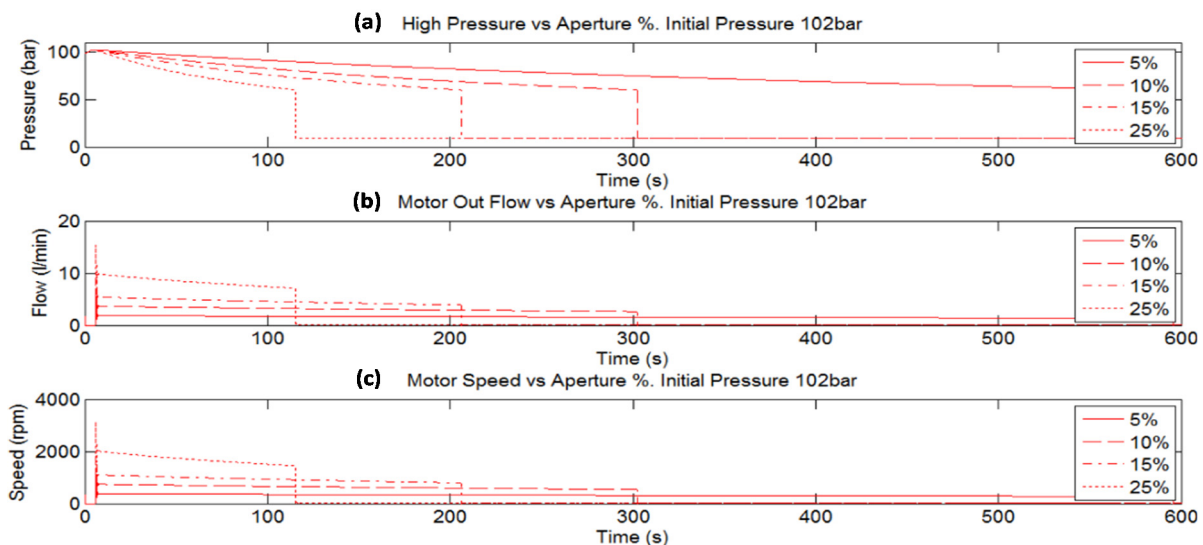 (a) High Pressure vs Aperture %. Initial Pressure 102bar
Pressure (bar)
100
50
0
5%
10%
15%
25%
0 100 200 300 400 500 600
Time (s)
(b) Motor Out Flow vs Aperture %. Initial Pressure 102bar
Flow (l/min)
20
10
0
5%
10%
15%
25%
0 100 200 300 400 500 600
Time (s)
(c) Motor Speed vs Aperture %. Initial Pressure 102bar
Speed (rpm)
4000
2000
0
5%
10%
15%
25%
0 100 200 300 400 500 600
Time (s)